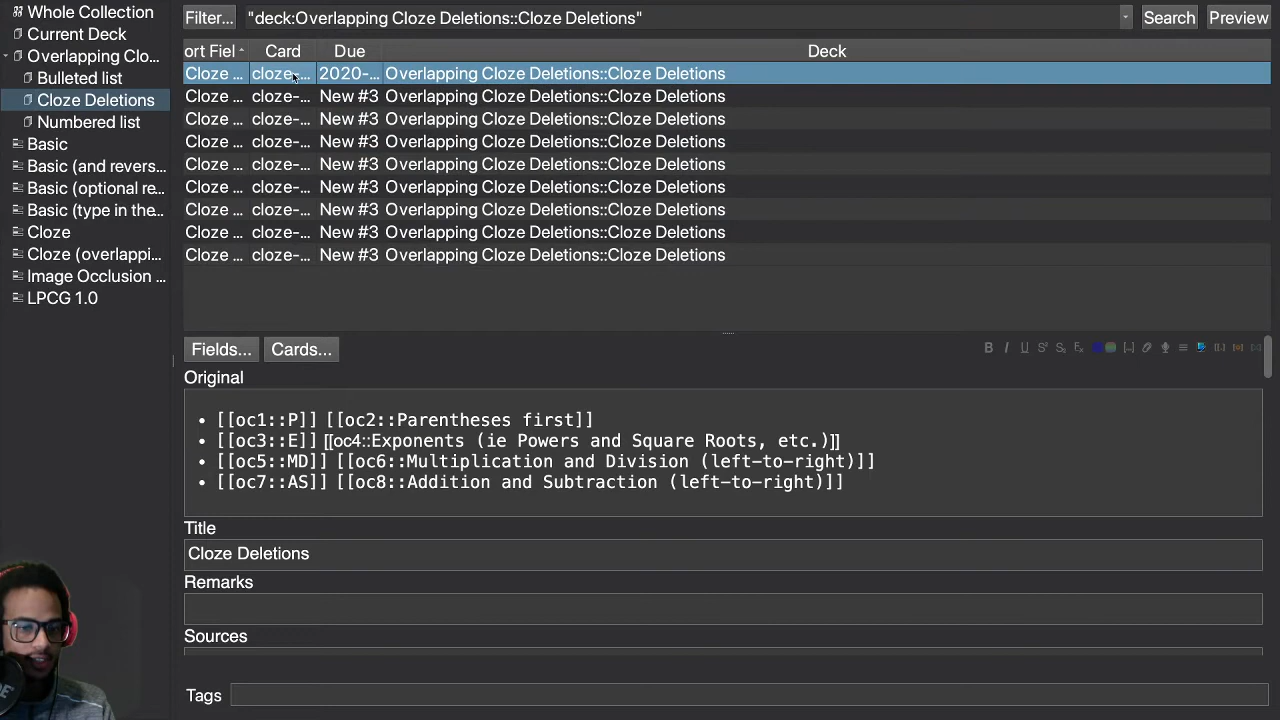 Whole Collection
Current Deck
Overlapping Clo...
Bulleted list
Cloze Deletions
Numbered list
Basic
Basic (and revers...
Basic (optional re...
Basic (type in the...
Cloze
Cloze (overlappi...
Image Occlusion ...
LPCG 1.0
Filter... "deck:Overlapping Cloze Deletions::Cloze Deletions" Search Preview
ort Fiel Card Due Deck
Cloze ... cloze-... 2020-... Overlapping Cloze Deletions::Cloze Deletions
Cloze ... cloze-... New #3 Overlapping Cloze Deletions::Cloze Deletions
Cloze ... cloze-... New #3 Overlapping Cloze Deletions::Cloze Deletions
Cloze ... cloze-... New #3 Overlapping Cloze Deletions::Cloze Deletions
Cloze ... cloze-... New #3 Overlapping Cloze Deletions::Cloze Deletions
Cloze ... cloze-... New #3 Overlapping Cloze Deletions::Cloze Deletions
Cloze ... cloze-... New #3 Overlapping Cloze Deletions::Cloze Deletions
Cloze ... cloze-... New #3 Overlapping Cloze Deletions::Cloze Deletions
Cloze ... cloze-... New #3 Overlapping Cloze Deletions::Cloze Deletions
Fields... Cards... B I U S² S₂ Eₓ [...]
Original
• [[oc1::P]] [[oc2::Parentheses first]]
• [[oc3::E]] [[oc4::Exponents (ie Powers and Square Roots, etc.)]]
• [[oc5::MD]] [[oc6::Multiplication and Division (left-to-right)]]
• [[oc7::AS]] [[oc8::Addition and Subtraction (left-to-right)]]
Title
Cloze Deletions
Remarks
Sources
Tags